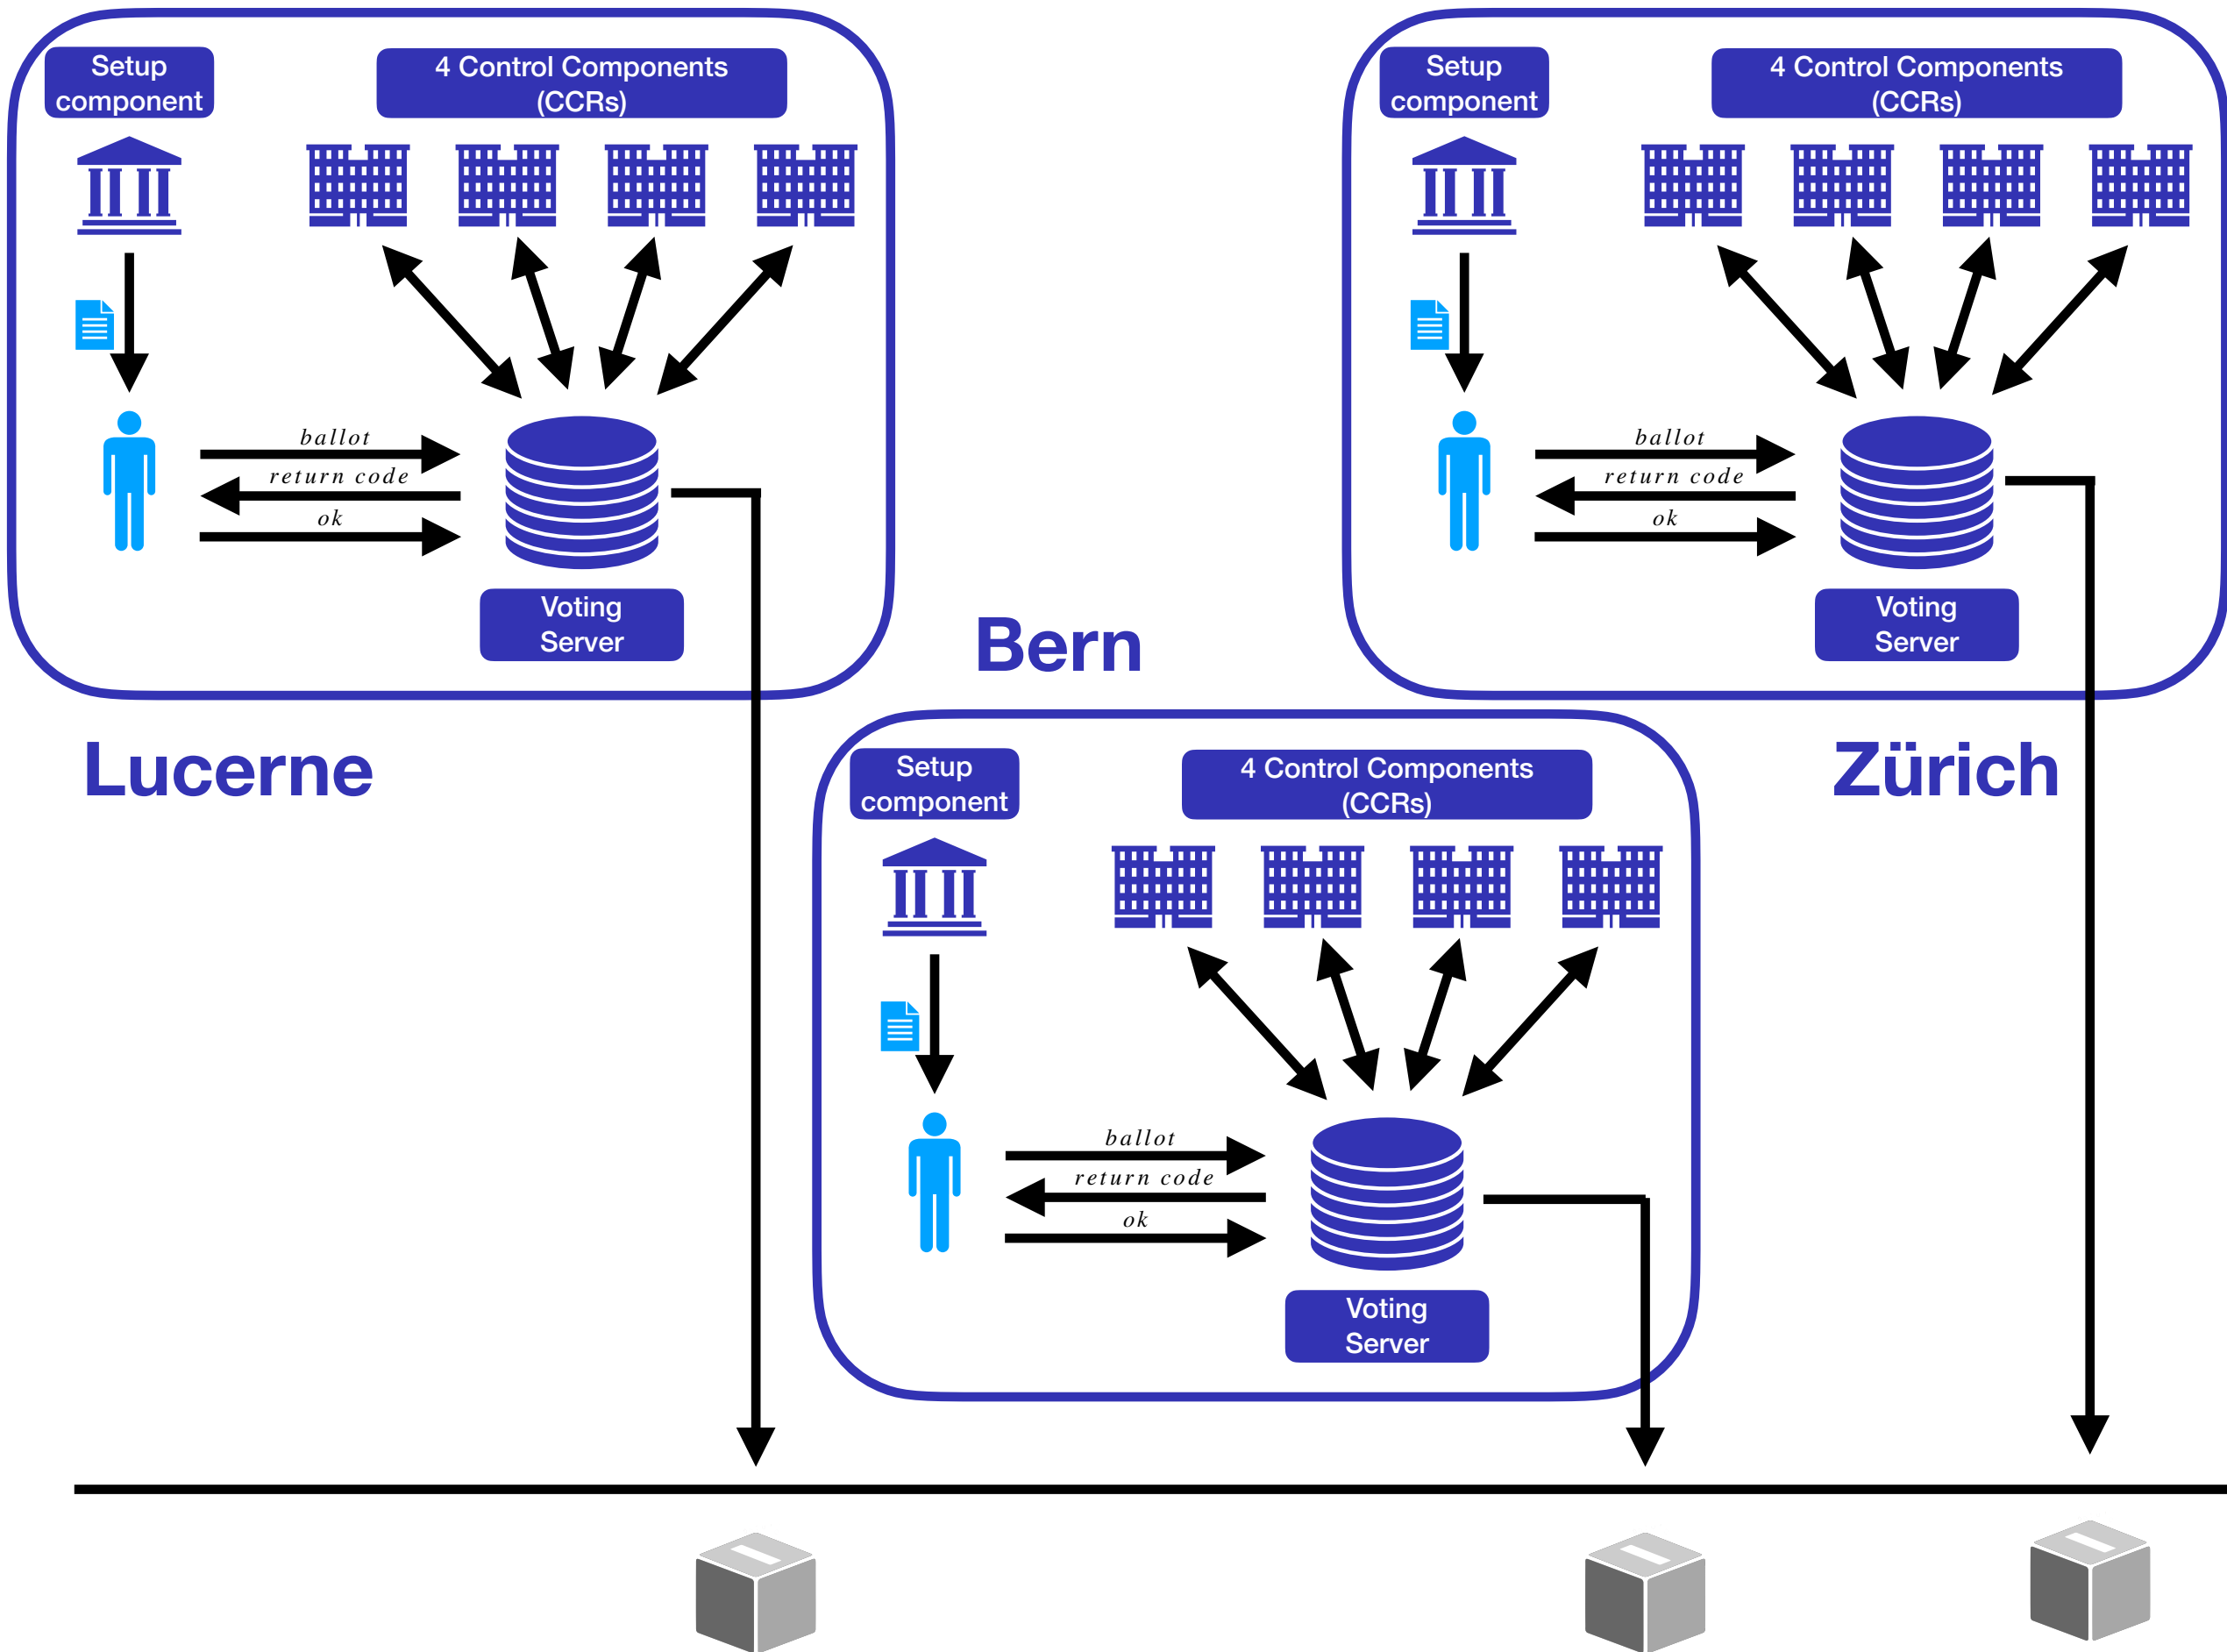 Setup
component
4 Control Components
(CCRs)
ballot
return code
ok
Voting
Server
Lucerne
Setup
component
4 Control Components
(CCRs)
ballot
return code
ok
Voting
Server
Zürich
Bern
Setup
component
4 Control Components
(CCRs)
ballot
return code
ok
Voting
Server